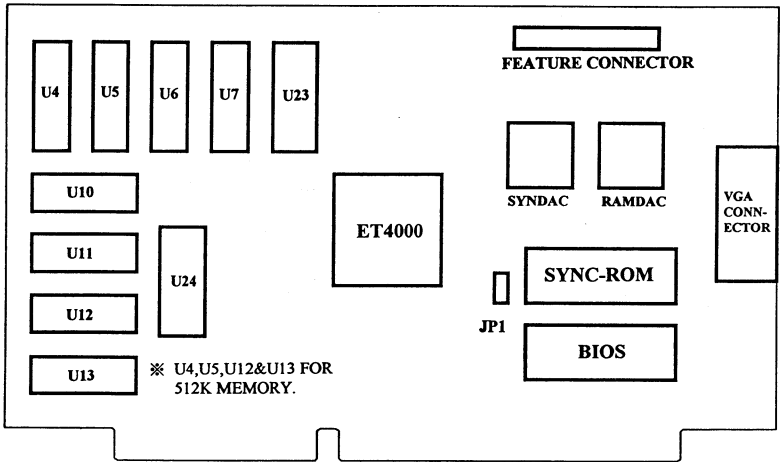 FEATURE CONNECTOR
U4
U5
U6
U7
U23
U10
U11
U12
U13
U24
ET4000
SYNDAC
RAMDAC
VGA
CONN-
ECTOR
SYNC-ROM
JP1
BIOS
※ U4,U5,U12&U13 FOR
512K MEMORY.